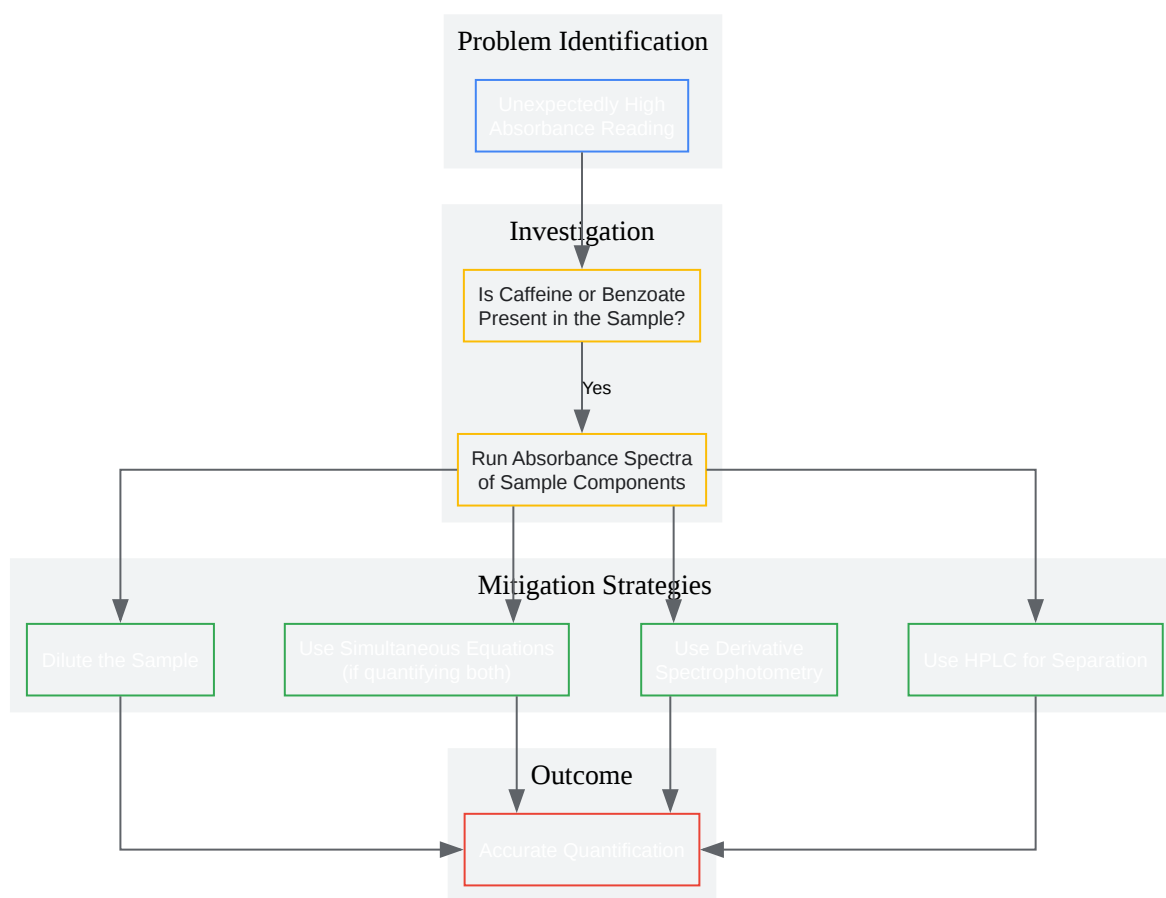 Problem Identification
Unexpectedly High
Absorbance Reading
Investigation
Is Caffeine or Benzoate
Present in the Sample?
Yes
Run Absorbance Spectra
of Sample Components
Mitigation Strategies
Dilute the Sample
Use Simultaneous Equations
(if quantifying both)
Use Derivative
Spectrophotometry
Use HPLC for Separation
Outcome
Accurate Quantification